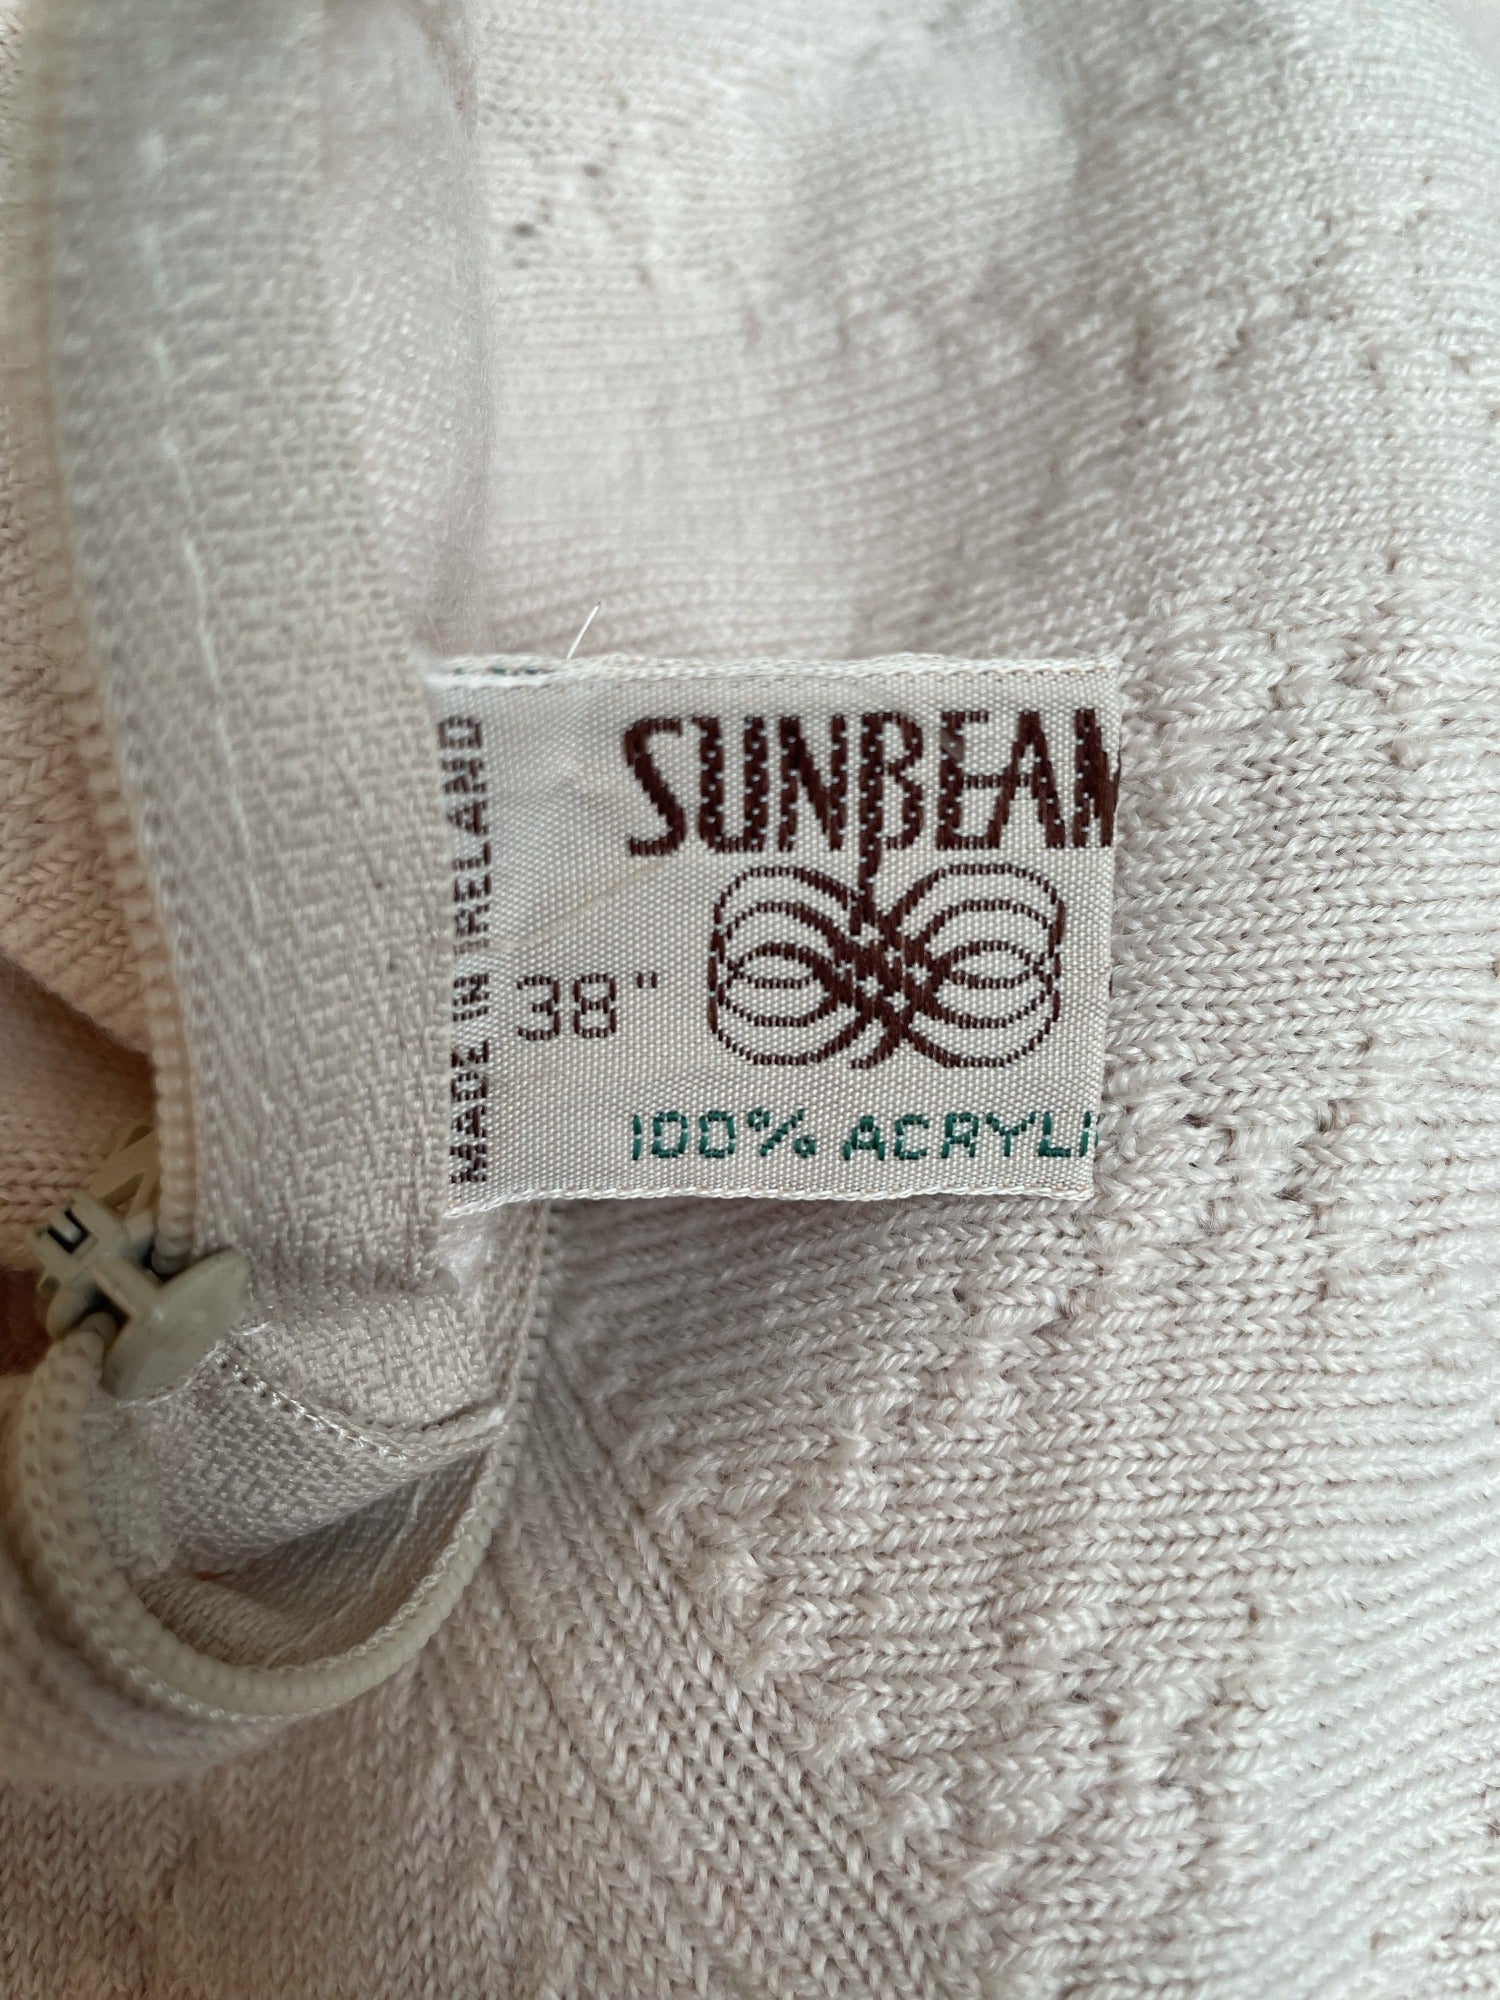 SUNBEAM
38"
100% ACRYLI
MADE IN IRELAND